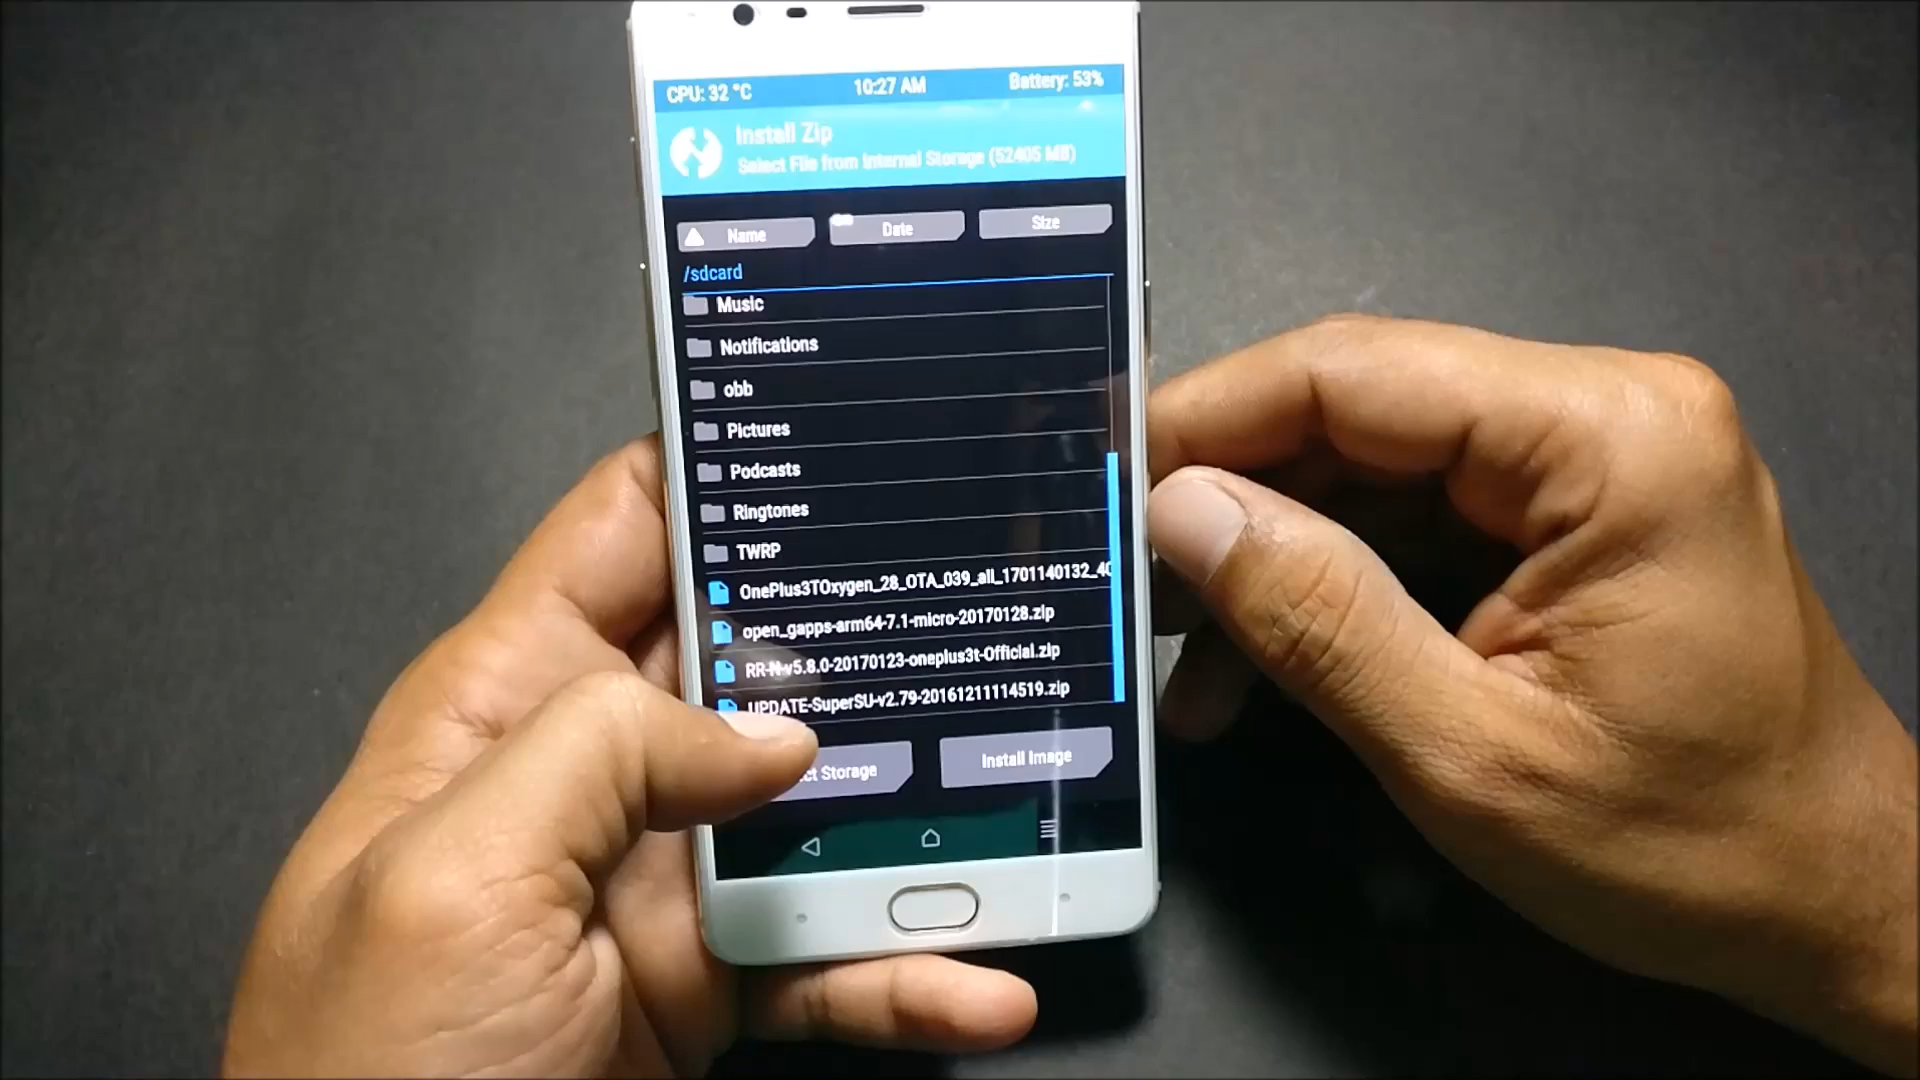 CPU: 32 °C 10:27 AM Battery: 53%
Install Zip
Select File from Internal Storage (52405 MB)
Name Date Size
/sdcard
Music
Notifications
obb
Pictures
Podcasts
Ringtones
TWRP
OnePlus3TOxygen_28_OTA_039_all_1701140132_40
open_gapps-arm64-7.1-micro-20170128.zip
RR-N-v5.8.0-20170123-oneplus3t-Official.zip
UPDATE-SuperSU-v2.79-20161211114519.zip
ct Storage Install Image